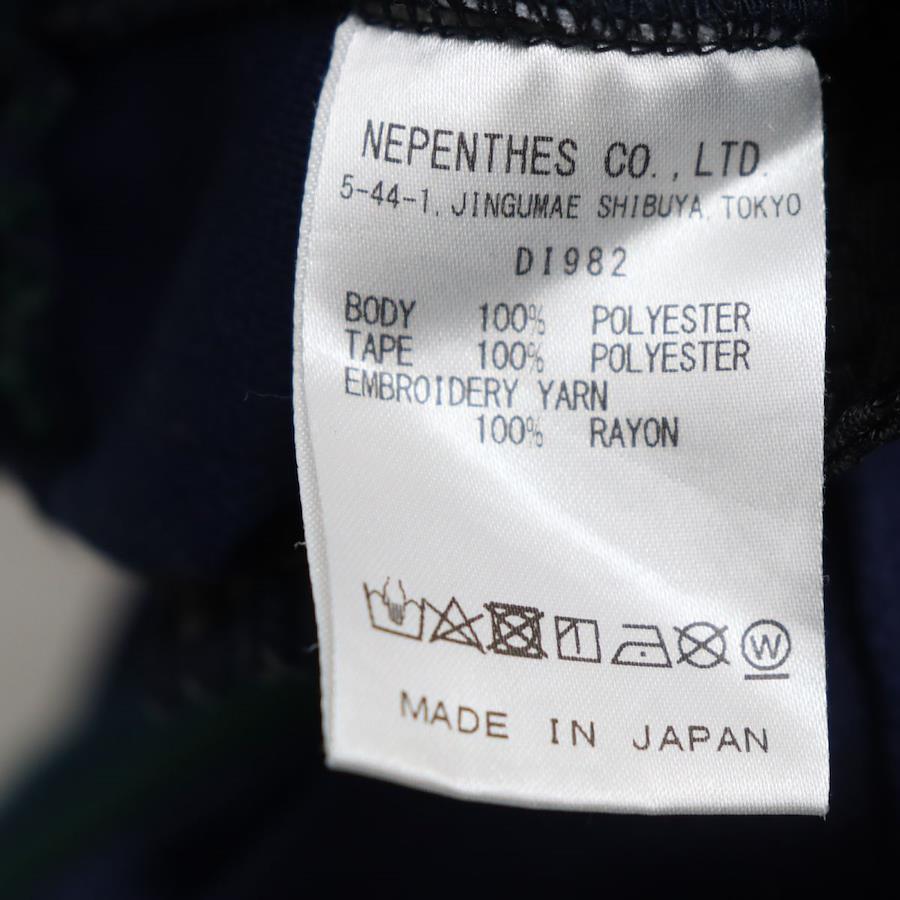 NEPENTHES CO., LTD.
5-44-1, JINGUMAE SHIBUYA, TOKYO
DI982
BODY 100% POLYESTER
TAPE 100% POLYESTER
EMBROIDERY YARN
100% RAYON
W
MADE IN JAPAN